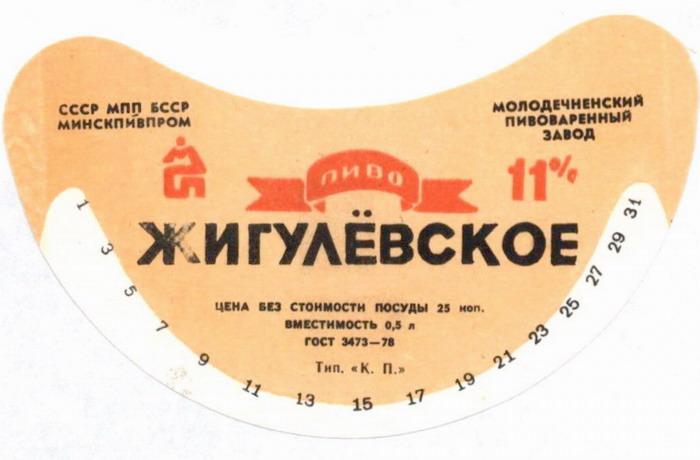 СССР МПП БССР
МИНСКПИВПРОМ
МОЛОДЕЧНЕНСКИЙ
ПИВОВАРЕННЫЙ
ЗАВОД
ПИВО
11%
ЖИГУЛЁВСКОЕ
ЦЕНА БЕЗ СТОИМОСТИ ПОСУДЫ 25 коп.
ВМЕСТИМОСТЬ 0,5 л
ГОСТ 3473—78
Тип. «К. П.»
1 3 5 7 9 11 13 15 17 19 21 23 25 27 29 31